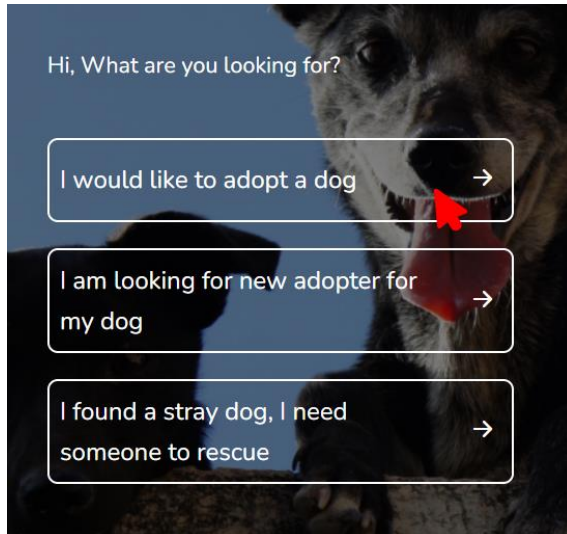 Hi, What are you looking for?
I would like to adopt a dog
I am looking for new adopter for
my dog
I found a stray dog, I need
someone to rescue